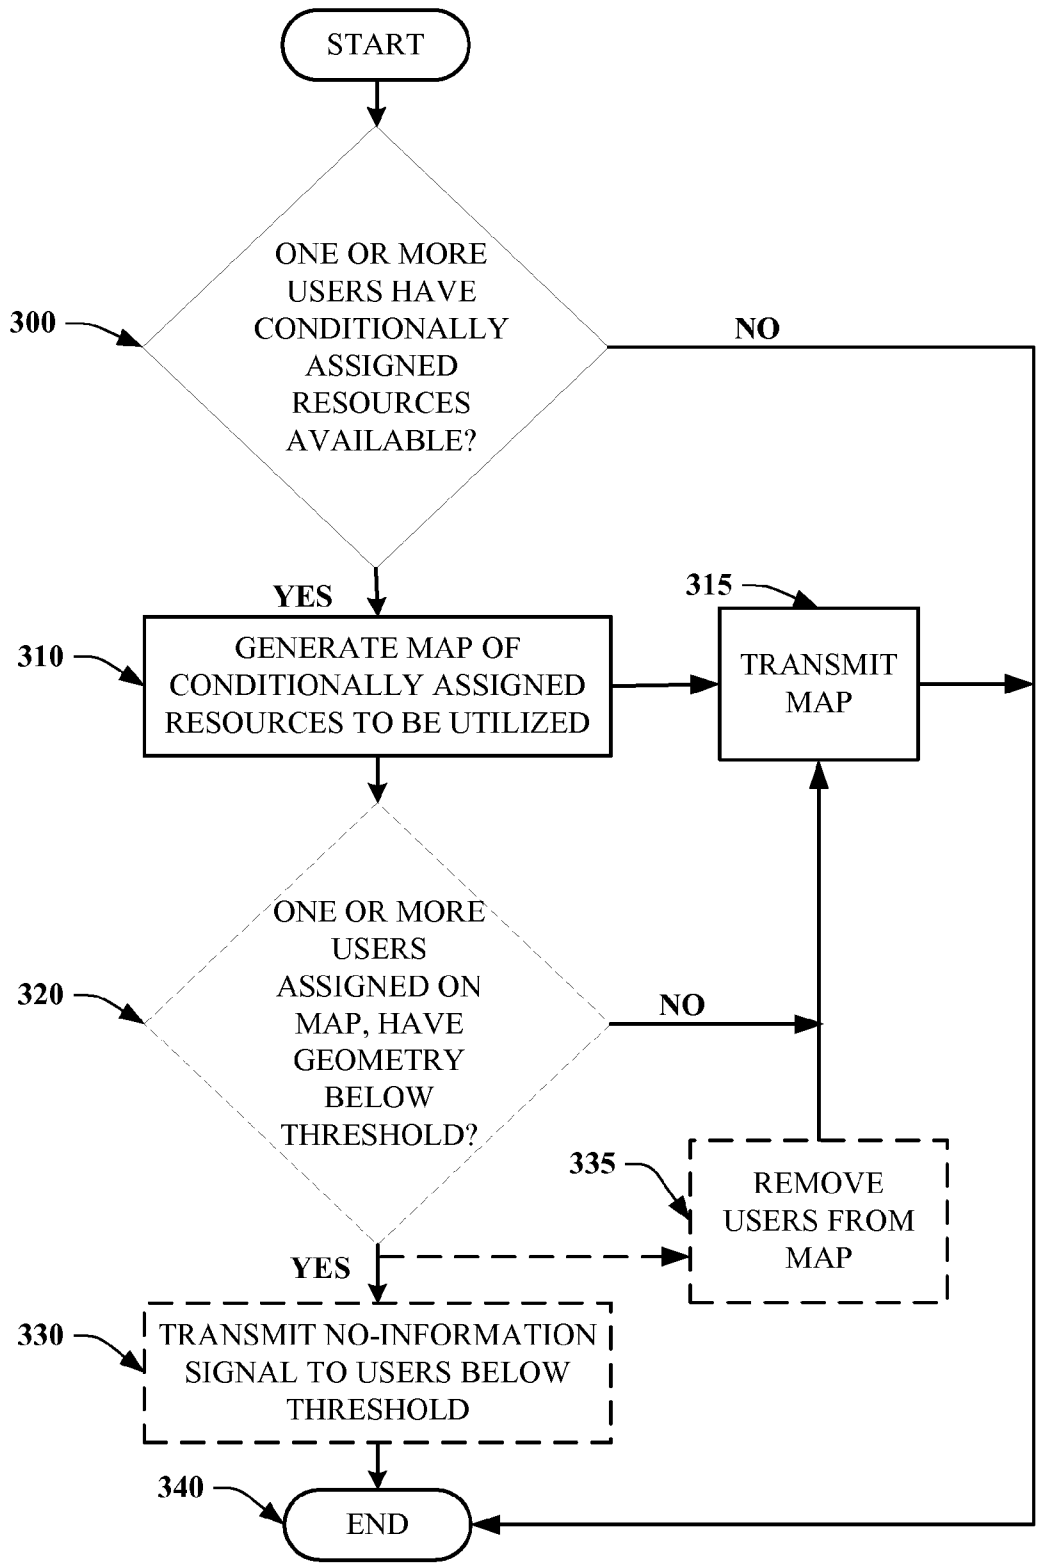 START
ONE OR MORE
USERS HAVE
CONDITIONALLY
ASSIGNED
RESOURCES
AVAILABLE?
300
NO
YES
310
GENERATE MAP OF
CONDITIONALLY ASSIGNED
RESOURCES TO BE UTILIZED
315
TRANSMIT
MAP
320
ONE OR MORE
USERS
ASSIGNED ON
MAP, HAVE
GEOMETRY
BELOW
THRESHOLD?
NO
335
REMOVE
USERS FROM
MAP
YES
330
TRANSMIT NO-INFORMATION
SIGNAL TO USERS BELOW
THRESHOLD
340
END